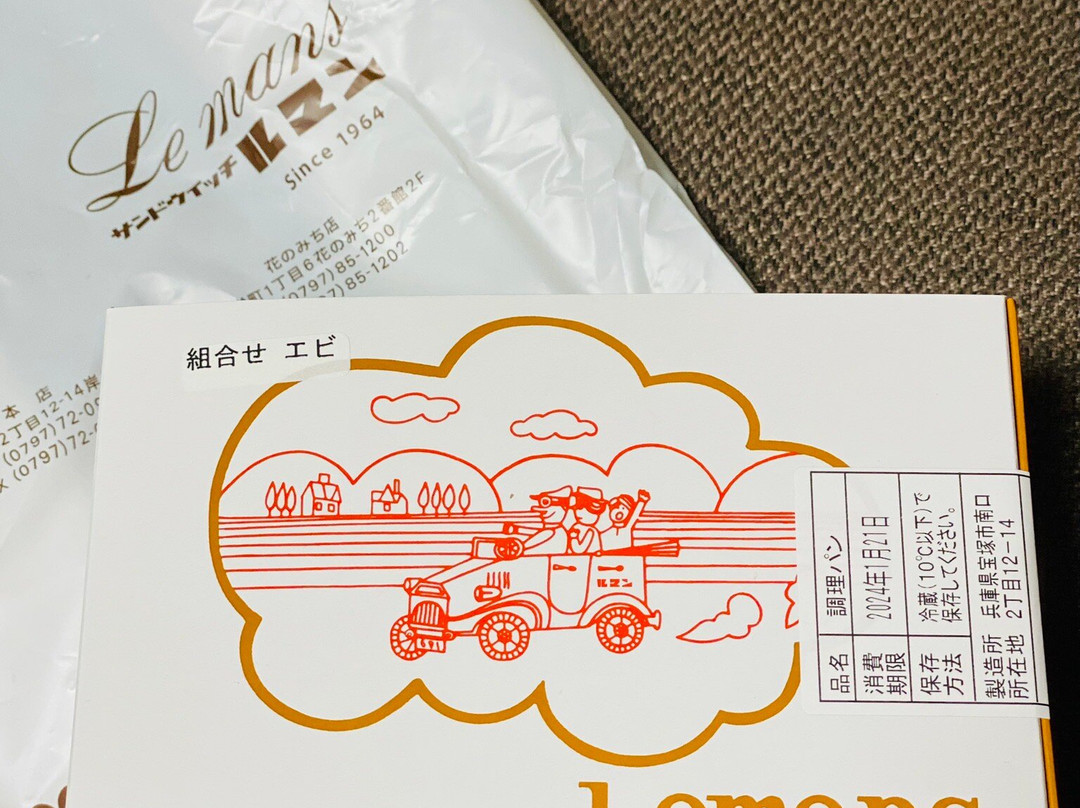 Le mans
サンドウイッチ ルマン
Since 1964
花のみち店
町1丁目6花のみち2番館2F
(0797)85-1200
(0797)85-1202
本店
2丁目12-14
(0797)72-0
(0797)72-
組合せ エビ
ルマン
品名 調理パン
消費期限 2024年1月21日
保存方法 冷蔵(10℃以下)で
保存してください。
製造所所在地 兵庫県宝塚市南口
2丁目12-14
Lemans